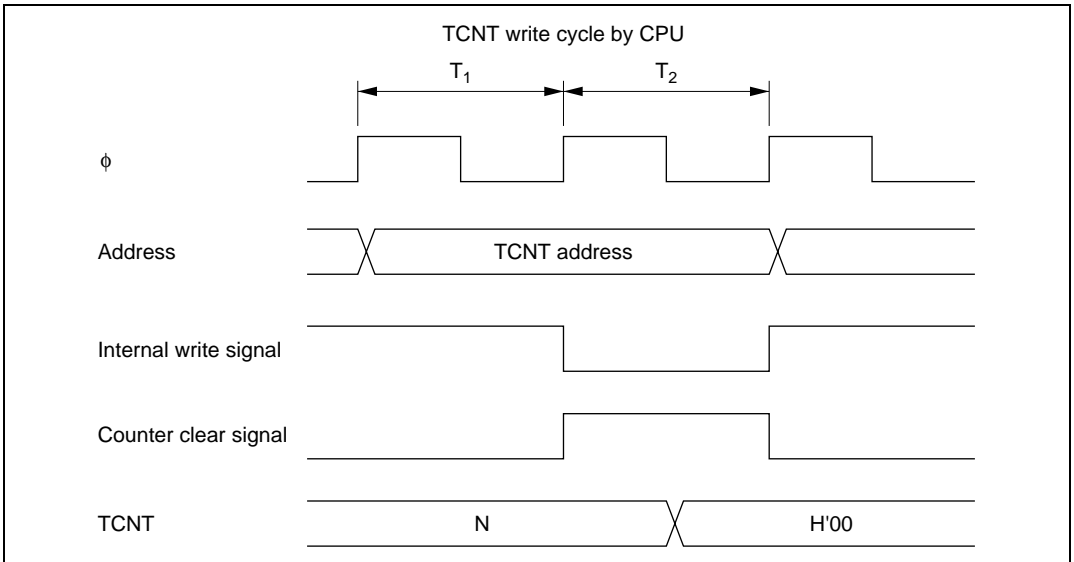 TCNT write cycle by CPU
T1 T2
ϕ
Address TCNT address
Internal write signal
Counter clear signal
TCNT N H'00